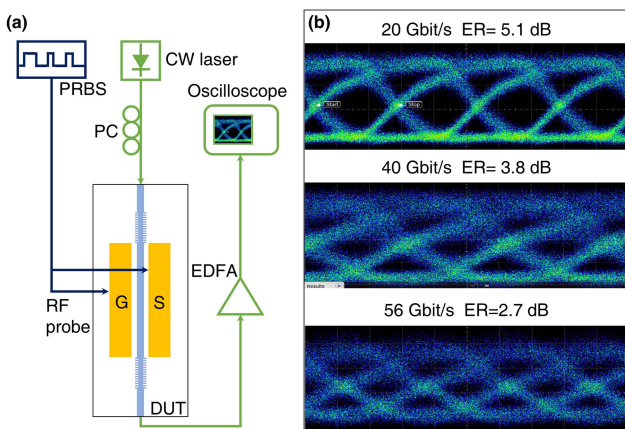 (a)
PRBS
CW laser
PC
Oscilloscope
EDFA
G
S
RF
probe
DUT
(b)
20 Gbit/s ER= 5.1 dB
Start
Stop
40 Gbit/s ER= 3.8 dB
Results
56 Gbit/s ER=2.7 dB